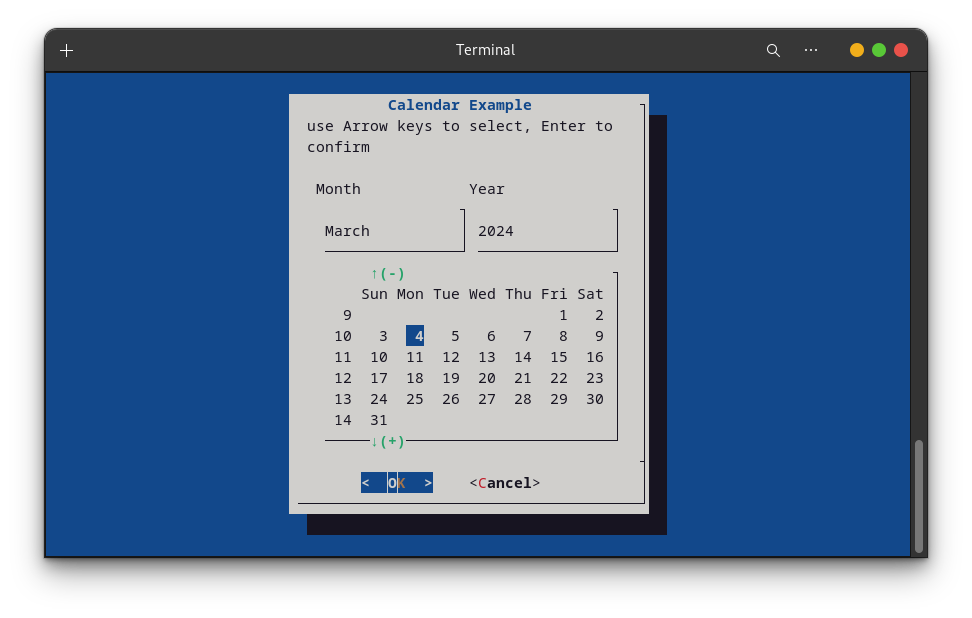 Terminal
Calendar Example
use Arrow keys to select, Enter to
confirm
Month Year
March 2024
↑(-)
Sun Mon Tue Wed Thu Fri Sat
9 1 2
10 3 4 5 6 7 8 9
11 10 11 12 13 14 15 16
12 17 18 19 20 21 22 23
13 24 25 26 27 28 29 30
14 31
↓(+)
< OK > <Cancel>